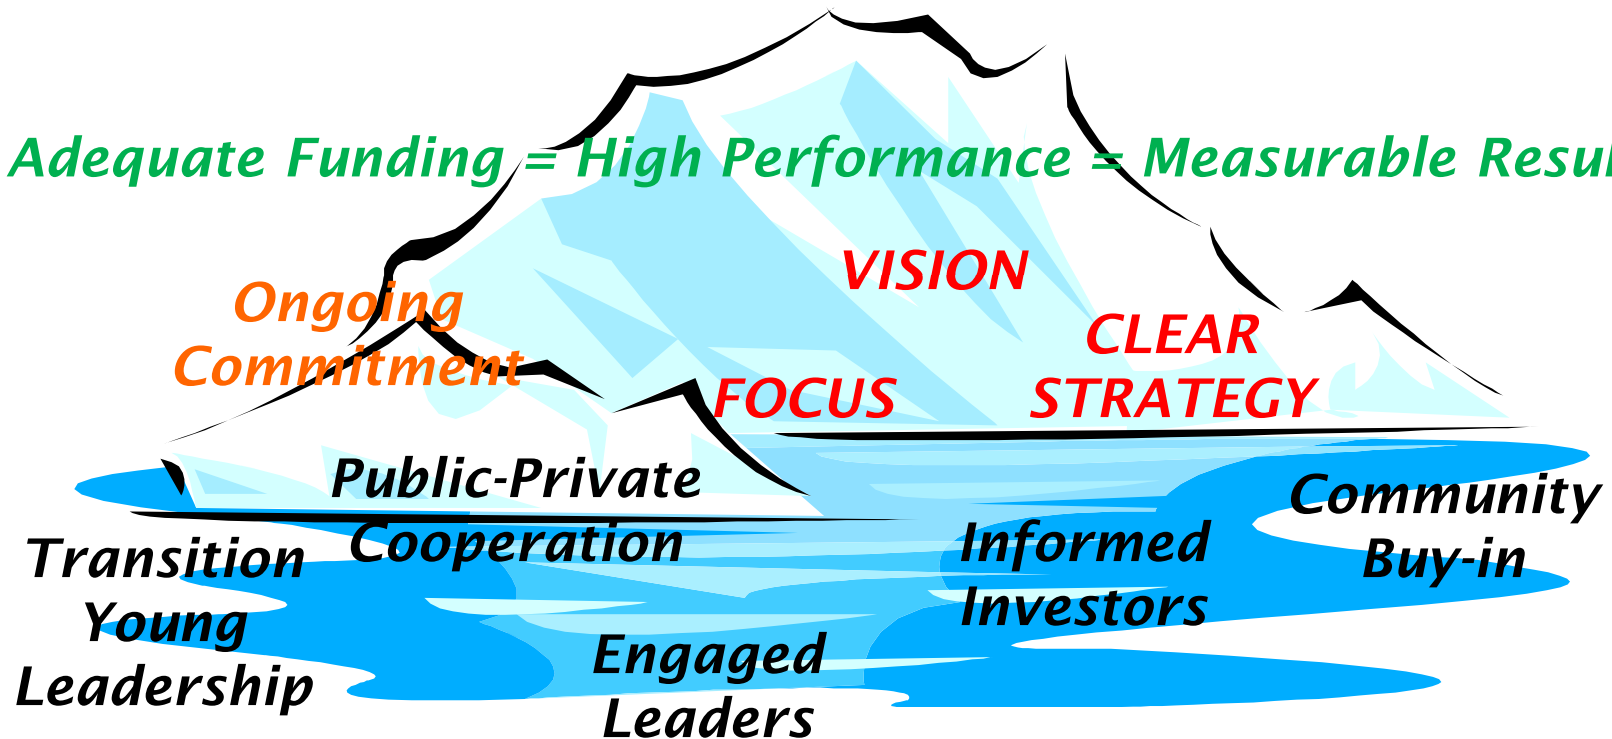 Adequate Funding = High Performance = Measurable
VISION
Ongoing
Commitment
CLEAR
STRATEGY
FOCUS
Public-Private
Cooperation
Community
Buy-in
Transition
Young
Leadership
Informed
Investors
Engaged
Leaders